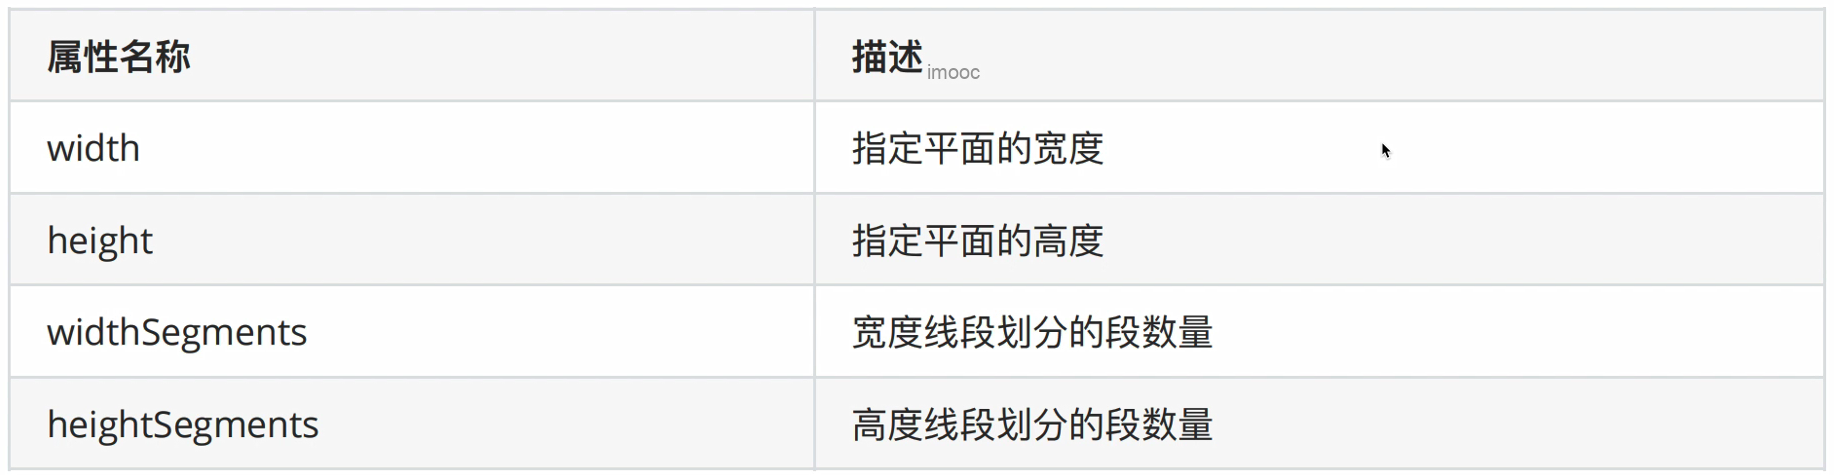 属性名称 描述 imooc
width 指定平面的宽度
height 指定平面的高度
widthSegments 宽度线段划分的段数量
heightSegments 高度线段划分的段数量